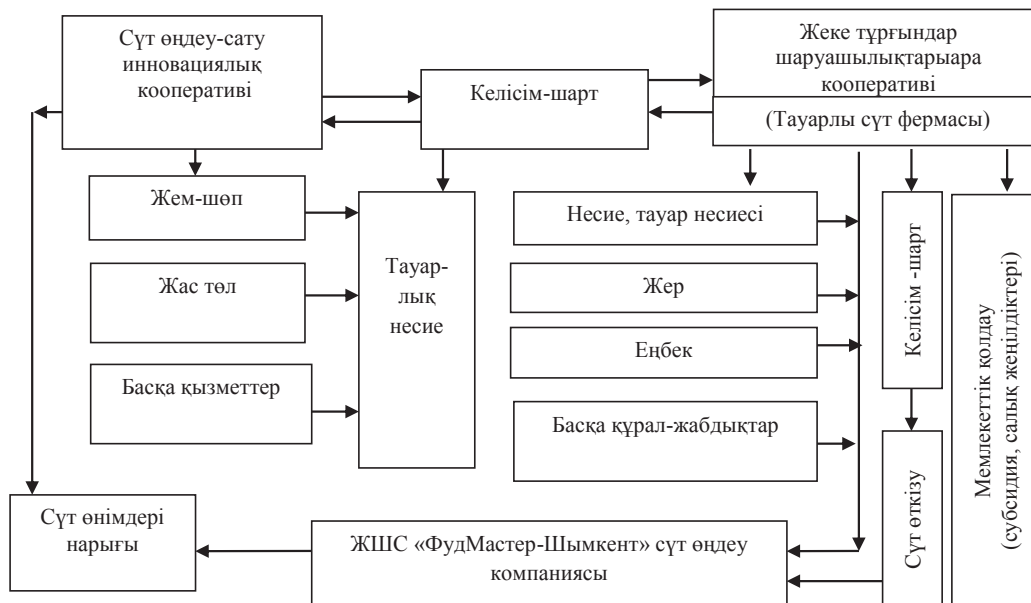 Сүт өңдеу-сату
инновациялық
кооперативі
Келісім-шарт
Жеке тұрғындар
шаруашылықтарыара
кооперативі
(Тауарлы сүт фермасы)
Жем-шөп
Жас төл
Басқа қызметтер
Тауар-
лық
несие
Несие, тауар несиесі
Жер
Еңбек
Басқа құрал-жабдықтар
Келісім -шарт
Сүт өткізу
Мемлекеттік қолдау
(субсидия, салық жеңілдіктері)
Сүт өнімдері
нарығы
ЖШС «ФудМастер-Шымкент» сүт өңдеу
компаниясы